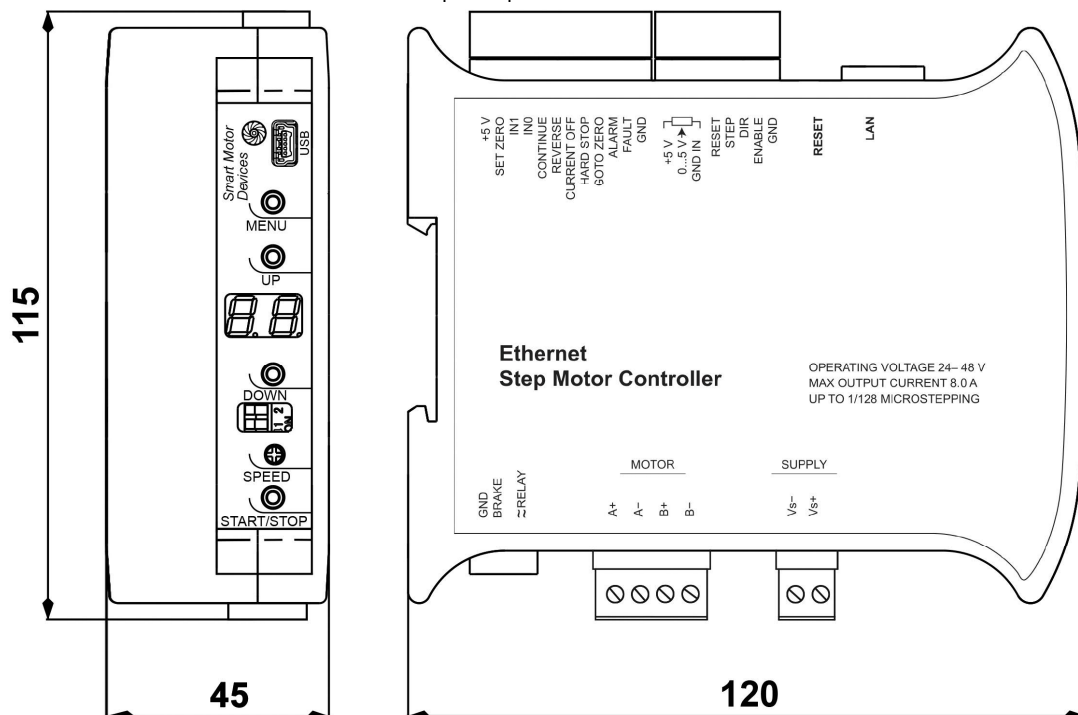 115
Smart Motor
Devices
USB
MENU
UP
8.8.
DOWN
1 2
ON
SPEED
START/STOP
45
+5 V
SET ZERO
IN1
IN0
CONTINUE
REVERSE
CURRENT OFF
HARD STOP
GOTO ZERO
ALARM
FAULT
GND
+5 V
0...5 V
GND IN
RESET
STEP
DIR
ENABLE
GND
RESET
LAN
Ethernet
Step Motor Controller
OPERATING VOLTAGE 24– 48 V
MAX OUTPUT CURRENT 8.0 A
UP TO 1/128 MICROSTEPPING
MOTOR
SUPPLY
GND
BRAKE
≂RELAY
A+
A–
B+
B–
Vs–
Vs+
120